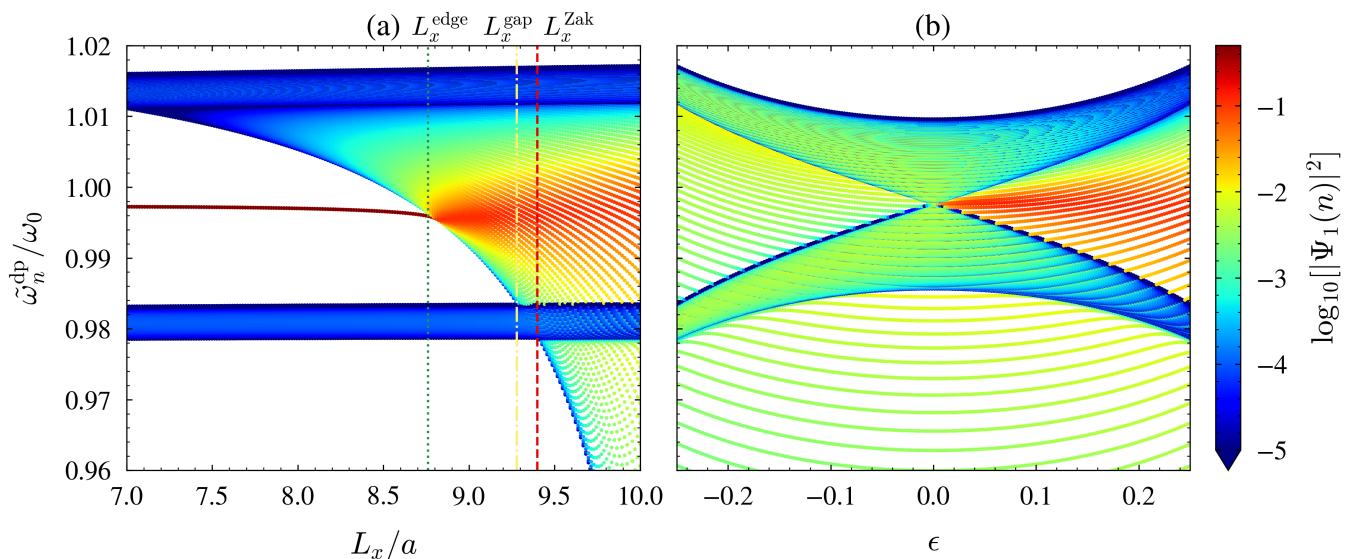 (a) L_x^edge L_x^gap L_x^Zak (b)
1.02
1.01
1.00
0.99
0.98
0.97
0.96
ω̃_n^dp/ω_0
7.0 7.5 8.0 8.5 9.0 9.5 10.0
L_x/a
−0.2 −0.1 0.0 0.1 0.2
ϵ
−1
−2
−3
−4
−5
log_10[|Ψ_1(n)|^2]